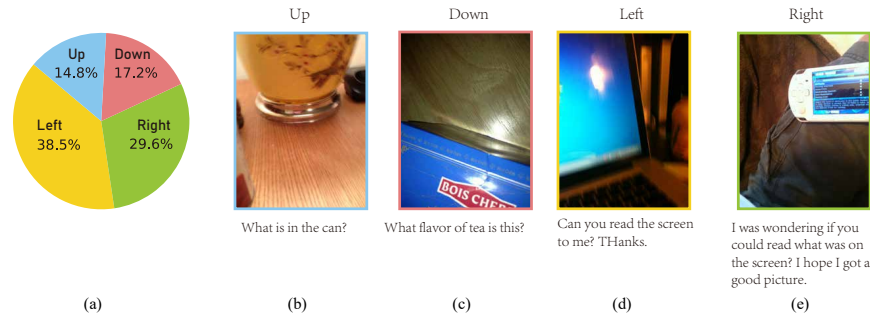 Up
Down
Left
Right
Up
14.8%
Down
17.2%
Left
38.5%
Right
29.6%
BOIS CHER
What is in the can?
What flavor of tea is this?
Can you read the screen
to me? THanks.
I was wondering if you
could read what was on
the screen? I hope I got a
good picture.
(a)
(b)
(c)
(d)
(e)